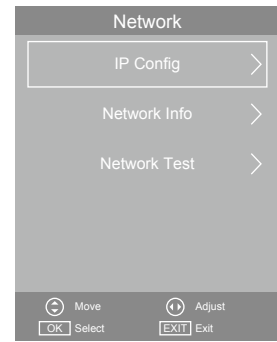 Network
IP Config
Network Info
Network Test
Move Adjust
OK Select EXIT Exit